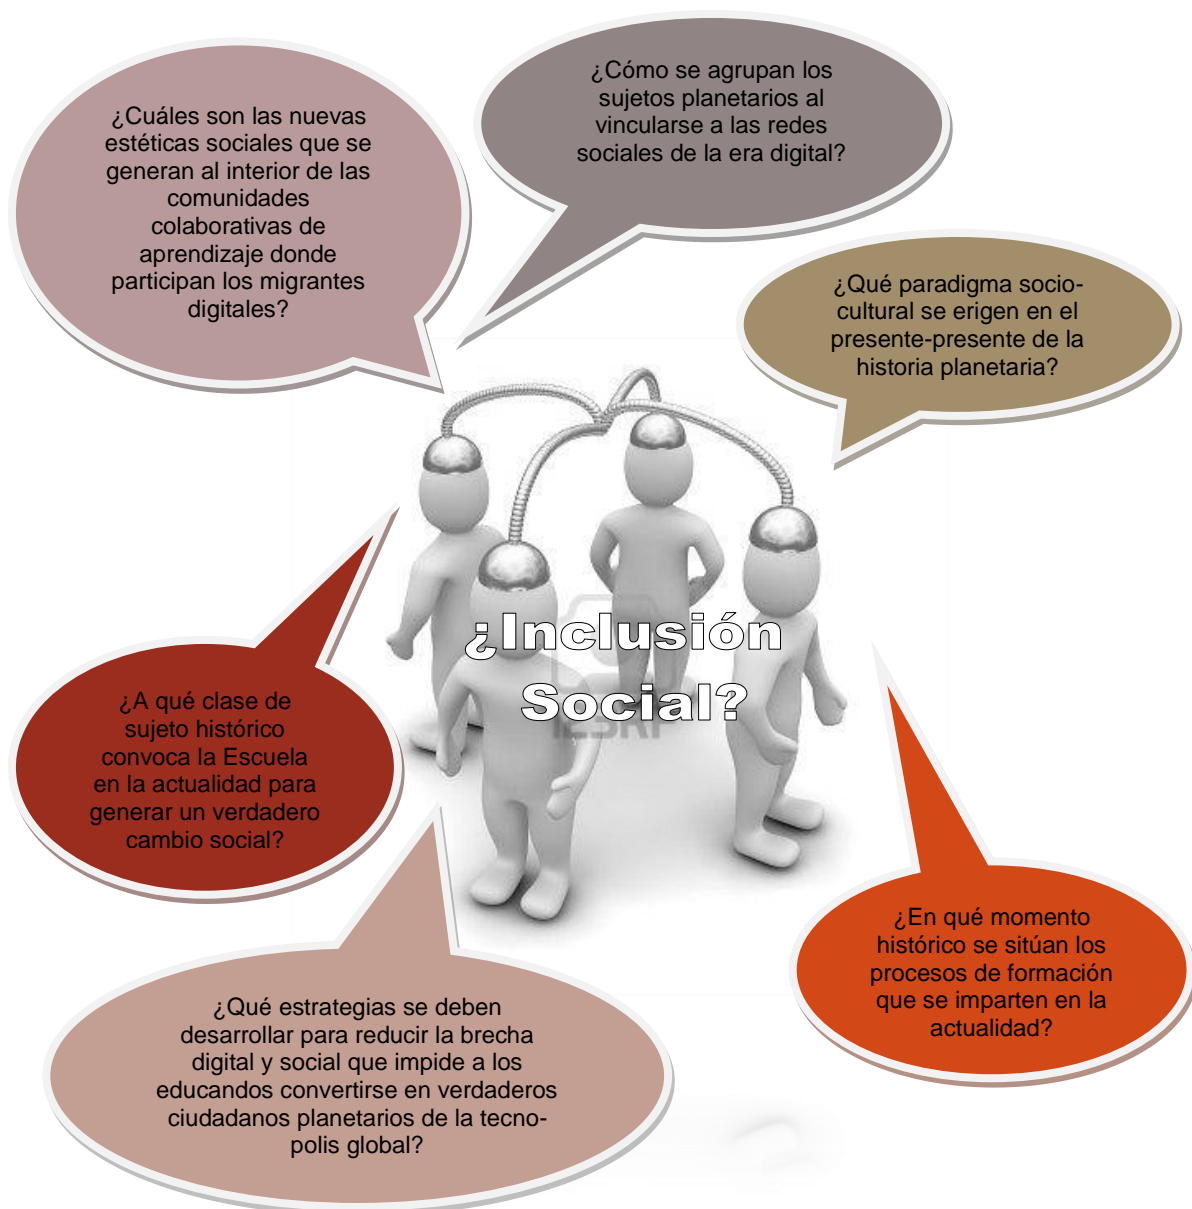 ¿Cuáles son las nuevas
estéticas sociales que se
generan al interior de las
comunidades
colaborativas de
aprendizaje donde
participan los migrantes
digitales?
¿Cómo se agrupan los
sujetos planetarios al
vincularse a las redes
sociales de la era digital?
¿Qué paradigma socio-
cultural se erigen en el
presente-presente de la
historia planetaria?
¿Inclusión
Social?
¿A qué clase de
sujeto histórico
convoca la Escuela
en la actualidad para
generar un verdadero
cambio social?
¿En qué momento
histórico se sitúan los
procesos de formación
que se imparten en la
actualidad?
¿Qué estrategias se deben
desarrollar para reducir la brecha
digital y social que impide a los
educandos convertirse en verdaderos
ciudadanos planetarios de la tecno-
polis global?